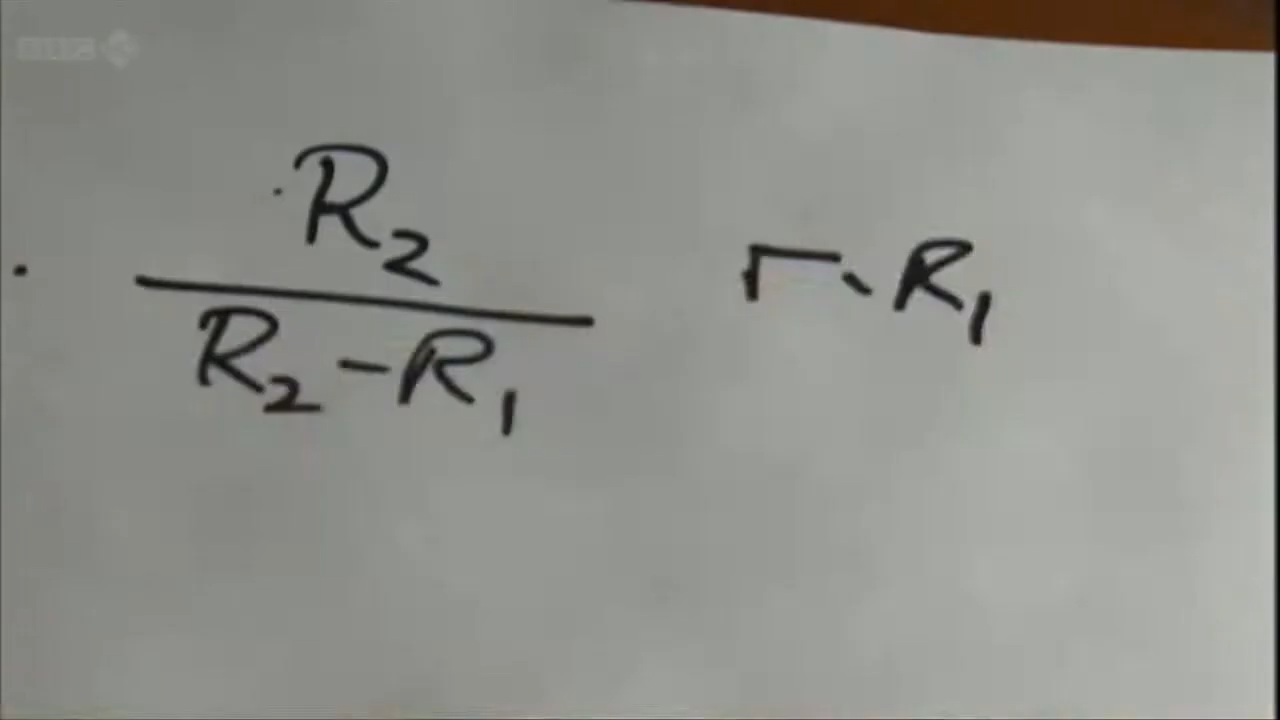 R₂
R₂ - R₁
r. R₁